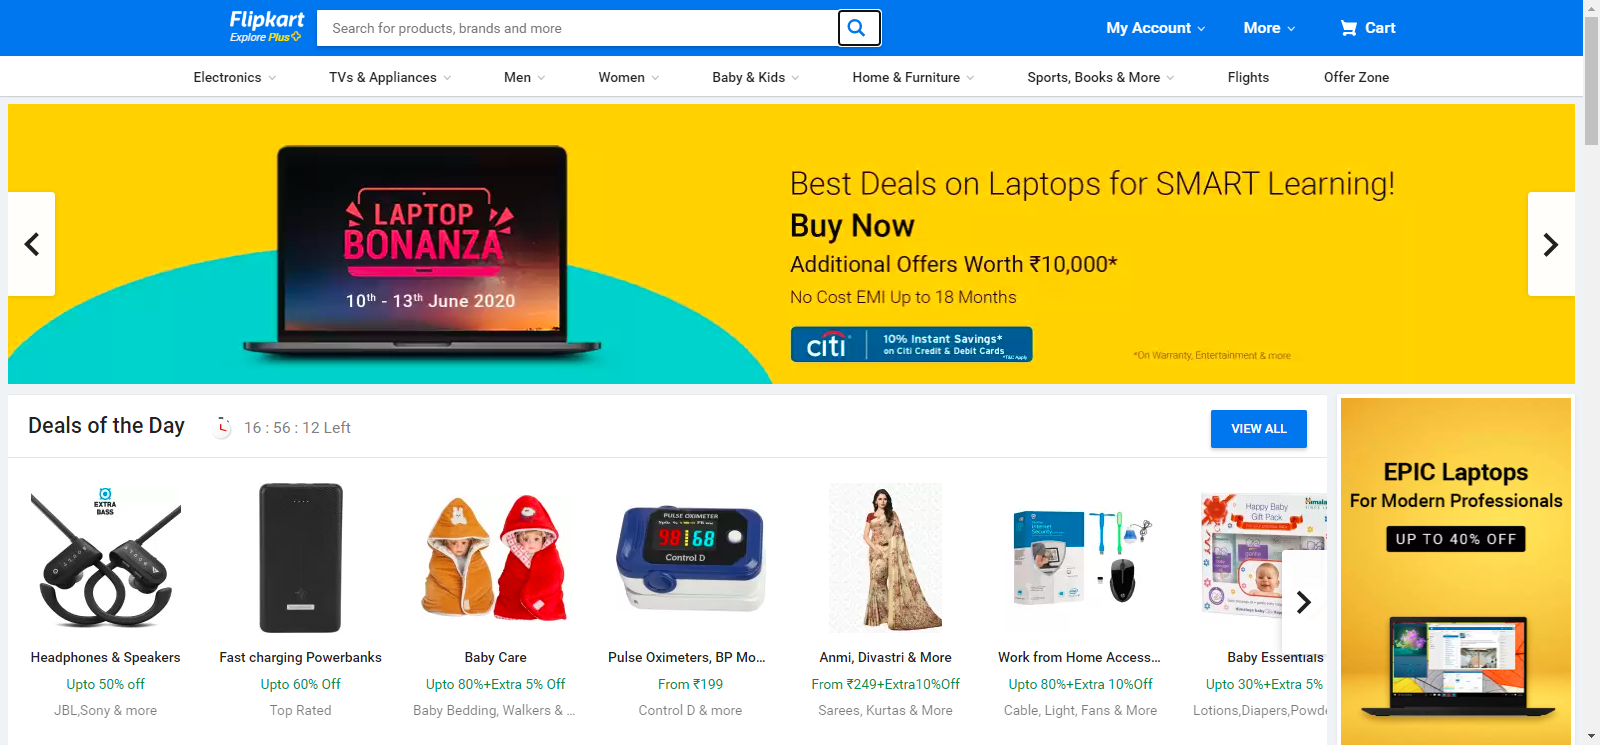 Flipkart
Explore Plus
Search for products, brands and more
My Account
More
Cart
Electronics
TVs & Appliances
Men
Women
Baby & Kids
Home & Furniture
Sports, Books & More
Flights
Offer Zone
LAPTOP
BONANZA
10th - 13th June 2020
Best Deals on Laptops for SMART Learning!
Buy Now
Additional Offers Worth ₹10,000*
No Cost EMI Up to 18 Months
citi
10% Instant Savings*
on Citi Credit & Debit Cards
*T&C Apply
*On Warranty, Entertainment & more
Deals of the Day
16 : 56 : 12 Left
VIEW ALL
EXTRA
BASS
Headphones & Speakers
Upto 50% off
JBL,Sony & more
Fast charging Powerbanks
Upto 60% Off
Top Rated
Baby Care
Upto 80%+Extra 5% Off
Baby Bedding, Walkers & ...
PULSE OXIMETER
98 68
Control D
Pulse Oximeters, BP Mo...
From ₹199
Control D & more
Anmi, Divastri & More
From ₹249+Extra10%Off
Sarees, Kurtas & More
Internet
Security
Work from Home Access...
Upto 80%+Extra 10%Off
Cable, Light, Fans & More
Himala
Happy Baby
Gift Pack
Baby Essentials
Upto 30%+Extra 5%
Lotions,Diapers,Powde
EPIC Laptops
For Modern Professionals
UP TO 40% OFF